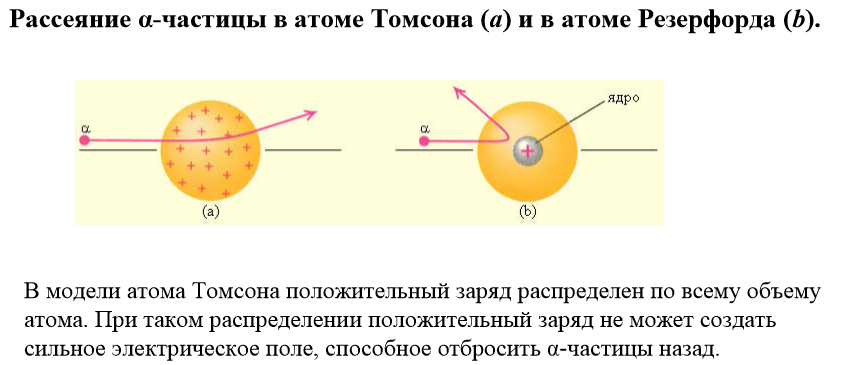 Рассеяние α-частицы в атоме Томсона (a) и в атоме Резерфорда (b).
α
α
ядро
+
(a)
(b)
В модели атома Томсона положительный заряд распределен по всему объему
атома. При таком распределении положительный заряд не может создать
сильное электрическое поле, способное отбросить α-частицы назад.